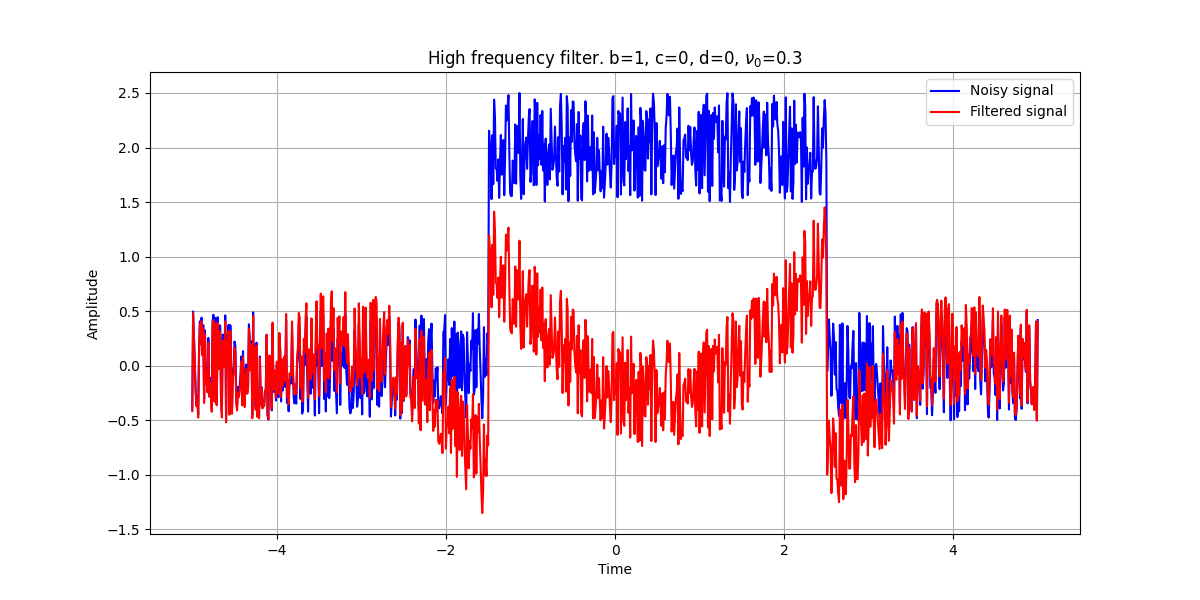 High frequency filter. b=1, c=0, d=0, ν₀=0.3
Noisy signal
Filtered signal
Amplitude
2.5
2.0
1.5
1.0
0.5
0.0
−0.5
−1.0
−1.5
−4
−2
0
2
4
Time